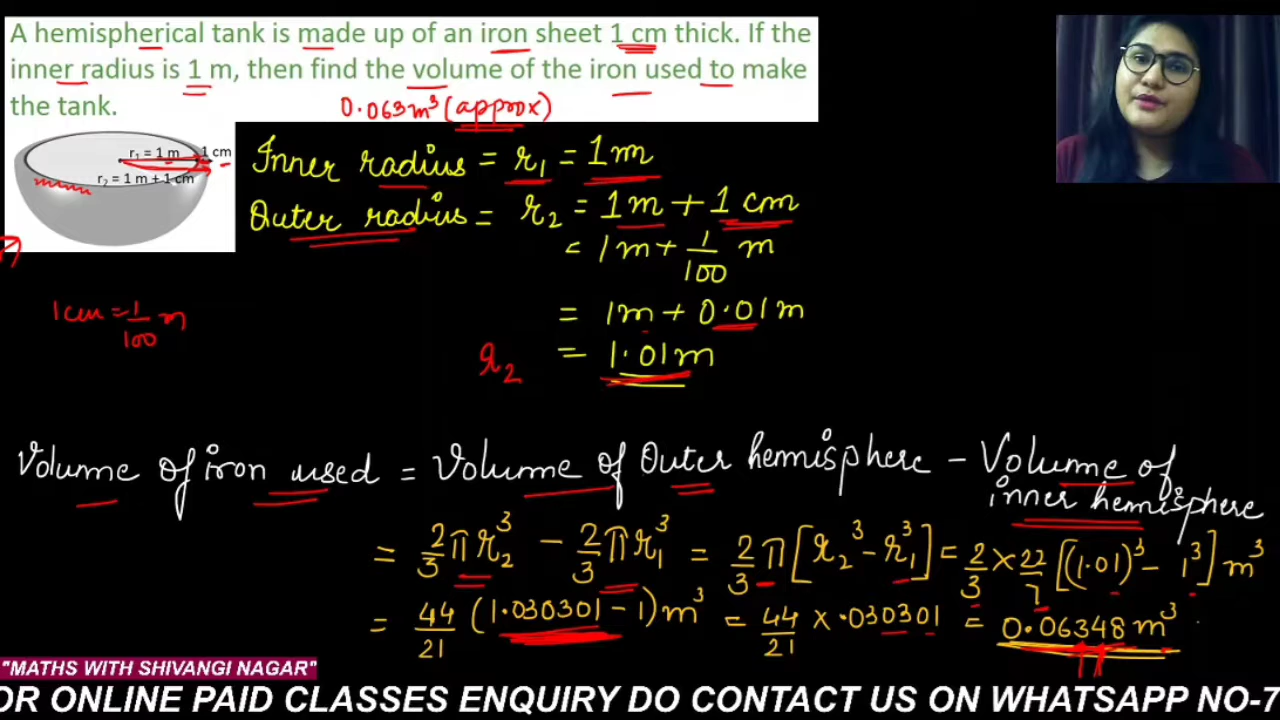 A hemispherical tank is made up of an iron sheet 1 cm thick. If the
inner radius is 1 m, then find the volume of the iron used to make
the tank.
0.063m³ (approx)
r₁ = 1 m 1 cm
r₂ = 1 m + 1 cm
Inner radius = r₁ = 1m
Outer radius = r₂ = 1m + 1 cm
= 1m + 1/100 m
1cm = 1/100 m
= 1m + 0.01m
r₂ = 1.01m
Volume of iron used = Volume of Outer hemisphere - Volume of
inner hemisphere
= 2/3 πr₂³ - 2/3 πr₁³ = 2/3 π[r₂³ - r₁³] = 2/3 × 22/7 [(1.01)³ - 1³] m³
= 44/21 (1.030301 - 1)m³ = 44/21 × .030301 = 0.06348 m³
"MATHS WITH SHIVANGI NAGAR"
OR ONLINE PAID CLASSES ENQUIRY DO CONTACT US ON WHATSAPP NO-7